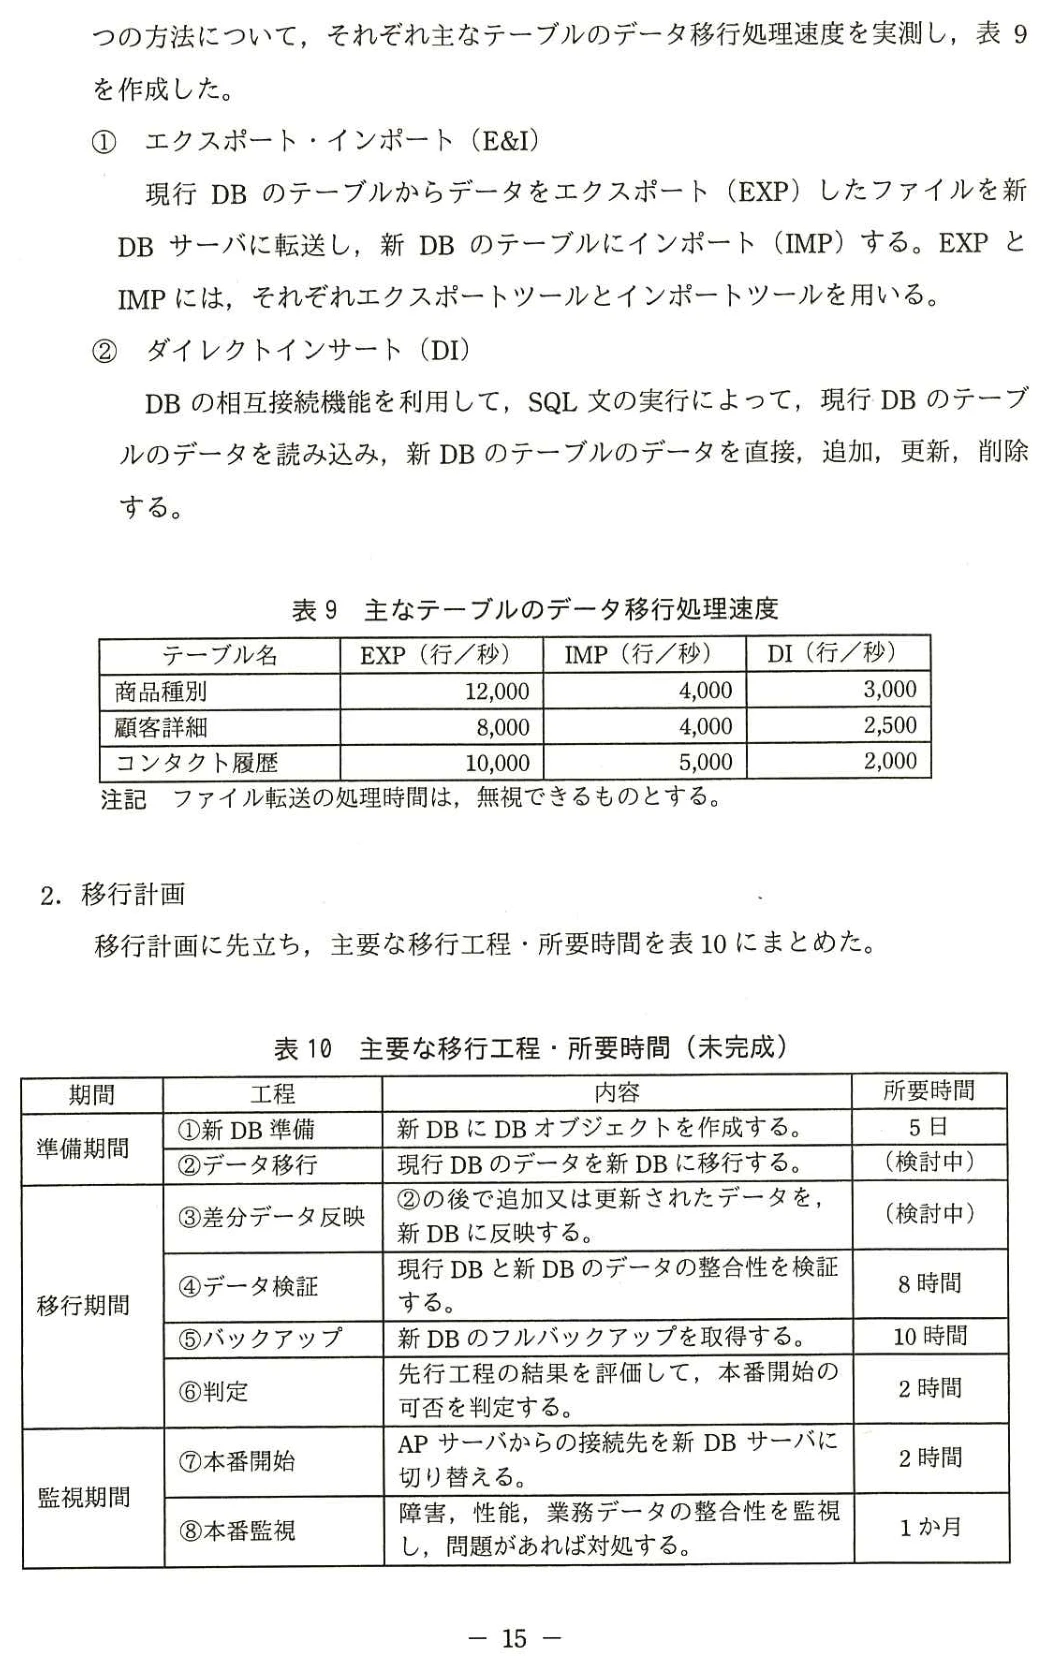 つの方法について，それぞれ主なテーブルのデータ移行処理速度を実測し，表 9
を作成した。
① エクスポート・インポート（E&I）
現行 DB のテーブルからデータをエクスポート（EXP）したファイルを新
DB サーバに転送し，新 DB のテーブルにインポート（IMP）する。EXP と
IMP には，それぞれエクスポートツールとインポートツールを用いる。
② ダイレクトインサート（DI）
DB の相互接続機能を利用して，SQL 文の実行によって，現行 DB のテーブ
ルのデータを読み込み，新 DB のテーブルのデータを直接，追加，更新，削除
する。
表 9 主なテーブルのデータ移行処理速度
テーブル名 EXP（行／秒） IMP（行／秒） DI（行／秒）
商品種別 12,000 4,000 3,000
顧客詳細 8,000 4,000 2,500
コンタクト履歴 10,000 5,000 2,000
注記 ファイル転送の処理時間は，無視できるものとする。
2．移行計画
移行計画に先立ち，主要な移行工程・所要時間を表 10 にまとめた。
表 10 主要な移行工程・所要時間（未完成）
期間 工程 内容 所要時間
準備期間 ①新 DB 準備 新 DB に DB オブジェクトを作成する。 5 日
②データ移行 現行 DB のデータを新 DB に移行する。 （検討中）
移行期間 ③差分データ反映 ②の後で追加又は更新されたデータを，
新 DB に反映する。 （検討中）
④データ検証 現行 DB と新 DB のデータの整合性を検証
する。 8 時間
⑤バックアップ 新 DB のフルバックアップを取得する。 10 時間
⑥判定 先行工程の結果を評価して，本番開始の
可否を判定する。 2 時間
監視期間 ⑦本番開始 AP サーバからの接続先を新 DB サーバに
切り替える。 2 時間
⑧本番監視 障害，性能，業務データの整合性を監視
し，問題があれば対処する。 1 か月
－ 15 －